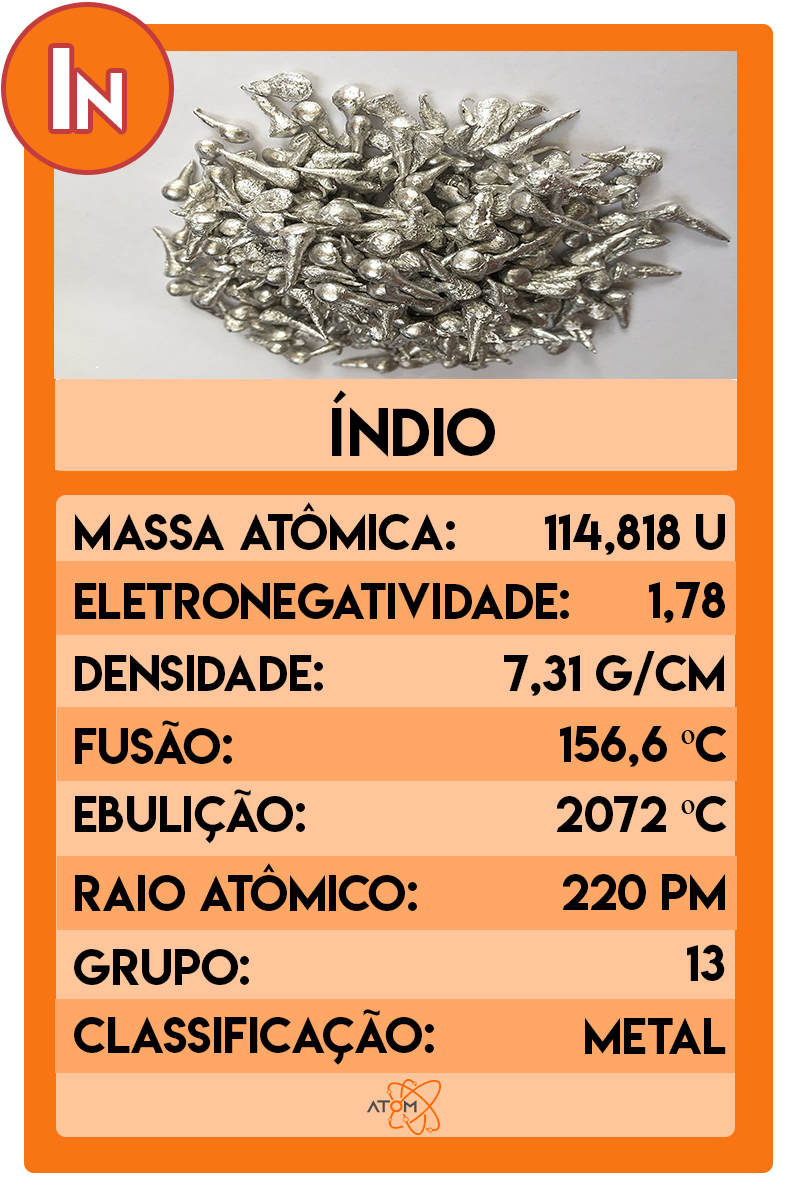 In
ÍNDIO
MASSA ATÔMICA: 114,818 U
ELETRONEGATIVIDADE: 1,78
DENSIDADE: 7,31 G/CM
FUSÃO: 156,6 ºC
EBULIÇÃO: 2072 ºC
RAIO ATÔMICO: 220 PM
GRUPO: 13
CLASSIFICAÇÃO: METAL
ATOM